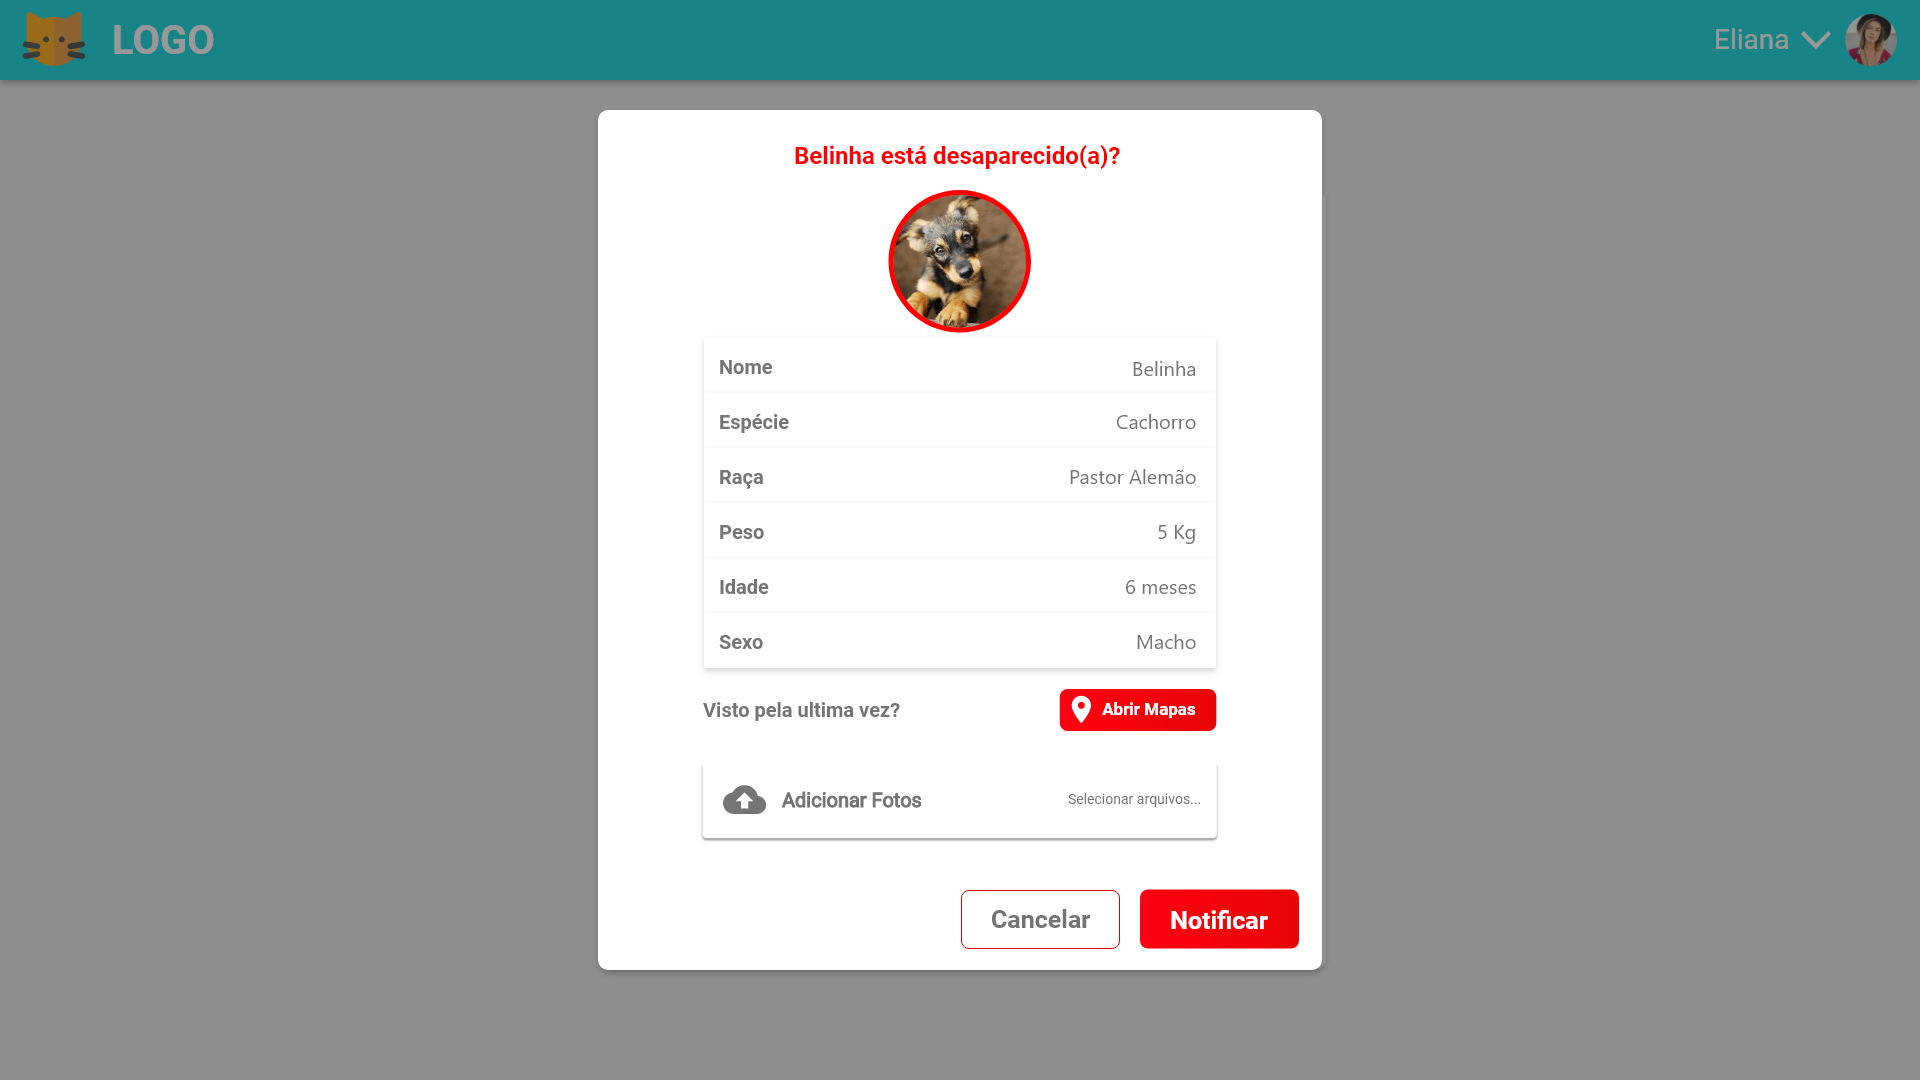 LOGO
Eliana
Belinha está desaparecido(a)?
Nome Belinha
Espécie Cachorro
Raça Pastor Alemão
Peso 5 Kg
Idade 6 meses
Sexo Macho
Visto pela ultima vez? Abrir Mapas
Adicionar Fotos Selecionar arquivos...
Cancelar Notificar